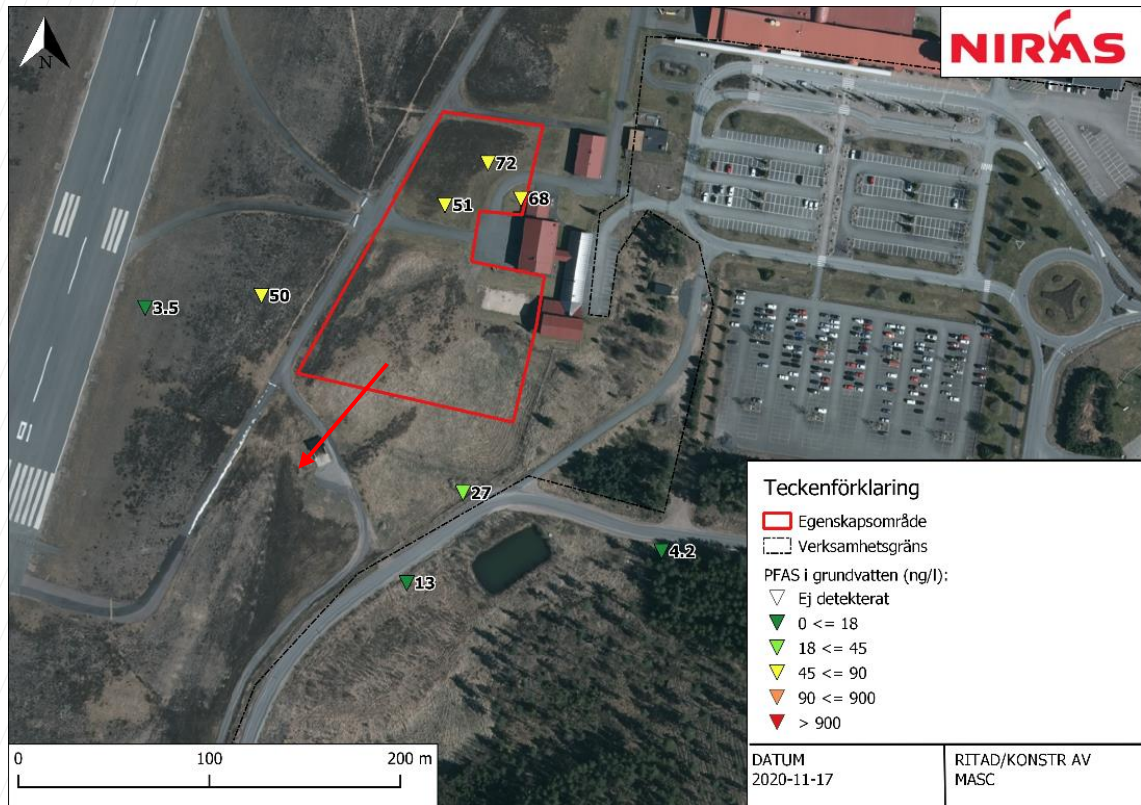 N
NIRAS
72
51
68
50
3.5
27
4.2
13
01
Teckenförklaring
Egenskapsområde
Verksamhetsgräns
PFAS i grundvatten (ng/l):
Ej detekterat
0 <= 18
18 <= 45
45 <= 90
90 <= 900
> 900
0 100 200 m
DATUM
2020-11-17
RITAD/KONSTR AV
MASC